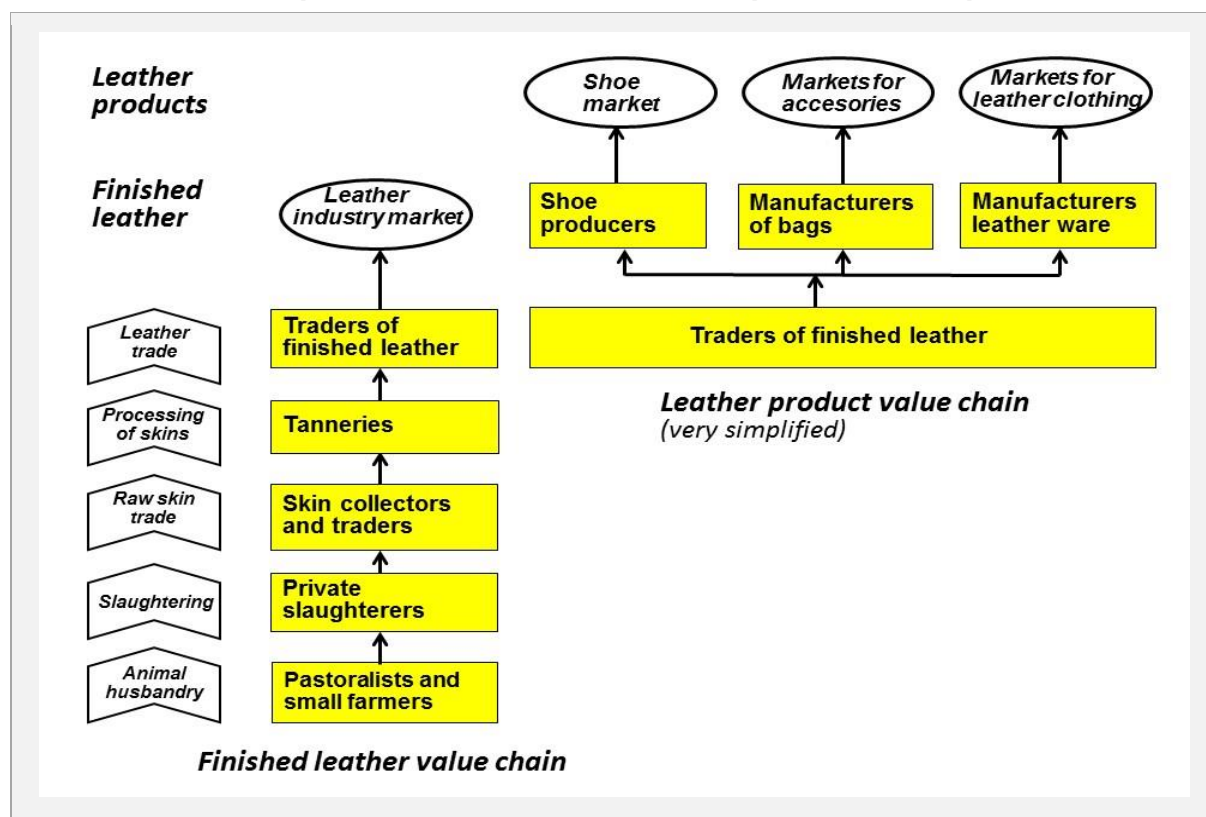 Leather
products
Shoe
market
Markets for
accesories
Markets for
leather clothing
Finished
leather
Leather
industry market
Shoe
producers
Manufacturers
of bags
Manufacturers
leather ware
Leather
trade
Traders of
finished leather
Traders of finished leather
Processing
of skins
Tanneries
Leather product value chain
(very simplified)
Raw skin
trade
Skin collectors
and traders
Slaughtering
Private
slaughterers
Animal
husbandry
Pastoralists and
small farmers
Finished leather value chain